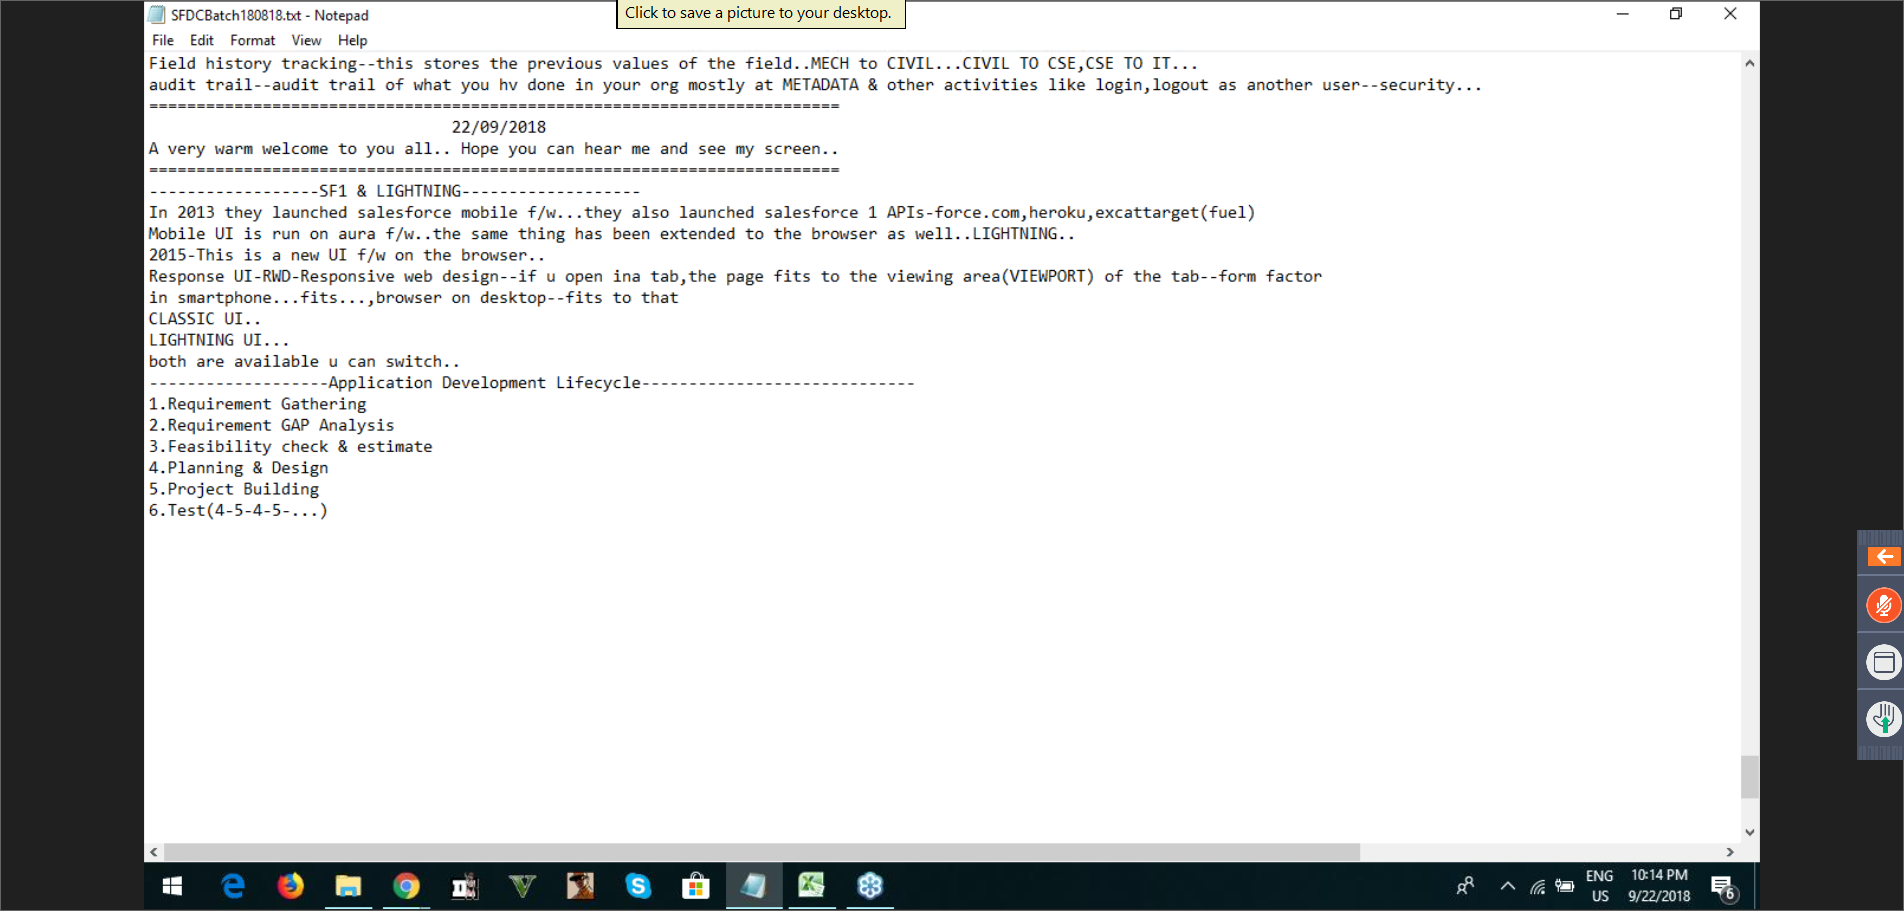 SFDCBatch180818.txt - Notepad
Click to save a picture to your desktop.
File Edit Format View Help
Field history tracking--this stores the previous values of the field..MECH to CIVIL...CIVIL TO CSE,CSE TO IT...
audit trail--audit trail of what you hv done in your org mostly at METADATA & other activities like login,logout as another user--security...
=========================================================================
22/09/2018
A very warm welcome to you all.. Hope you can hear me and see my screen..
=========================================================================
------------------SF1 & LIGHTNING-------------------
In 2013 they launched salesforce mobile f/w...they also launched salesforce 1 APIs-force.com,heroku,excattarget(fuel)
Mobile UI is run on aura f/w..the same thing has been extended to the browser as well..LIGHTNING..
2015-This is a new UI f/w on the browser..
Response UI-RWD-Responsive web design--if u open ina tab,the page fits to the viewing area(VIEWPORT) of the tab--form factor
in smartphone...fits...,browser on desktop--fits to that
CLASSIC UI..
LIGHTNING UI...
both are available u can switch..
-------------------Application Development Lifecycle-----------------------------
1.Requirement Gathering
2.Requirement GAP Analysis
3.Feasibility check & estimate
4.Planning & Design
5.Project Building
6.Test(4-5-4-5-...)
ENG
US
10:14 PM
9/22/2018
6